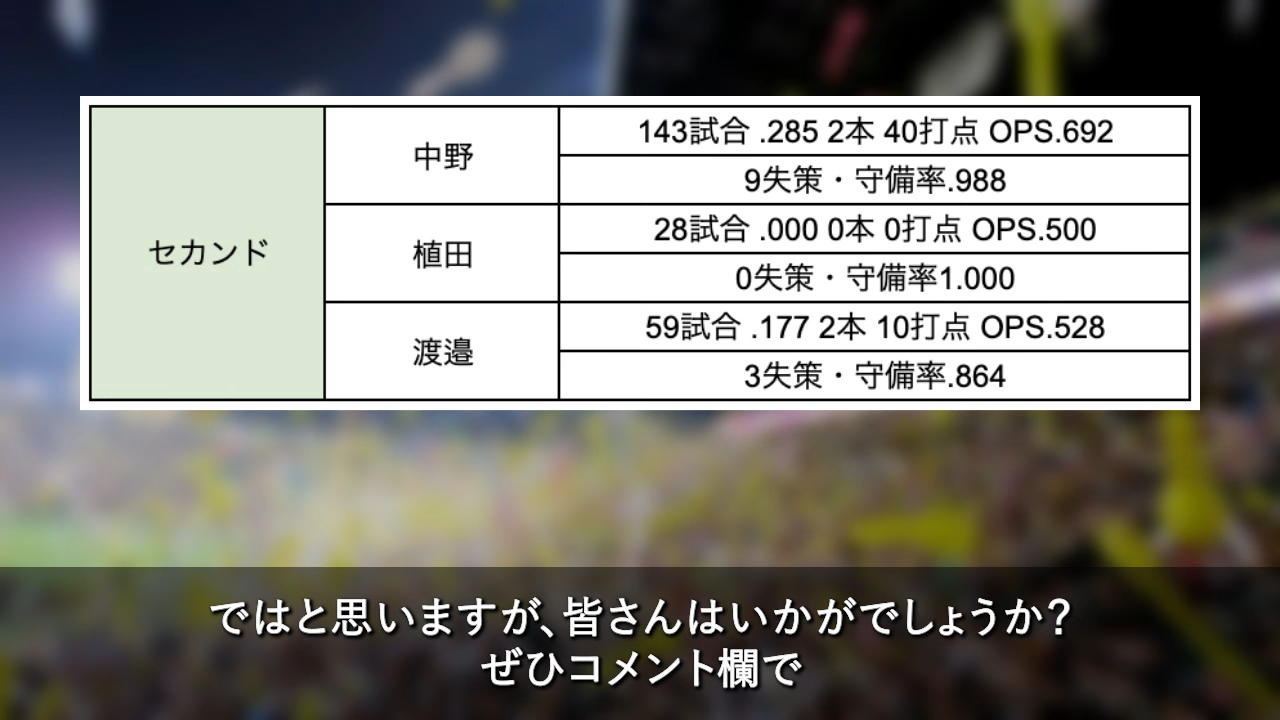 セカンド
中野
143試合 .285 2本 40打点 OPS.692
9失策・守備率.988
植田
28試合 .000 0本 0打点 OPS.500
0失策・守備率1.000
渡邉
59試合 .177 2本 10打点 OPS.528
3失策・守備率.864
ではと思いますが、皆さんはいかがでしょうか?
ぜひコメント欄で